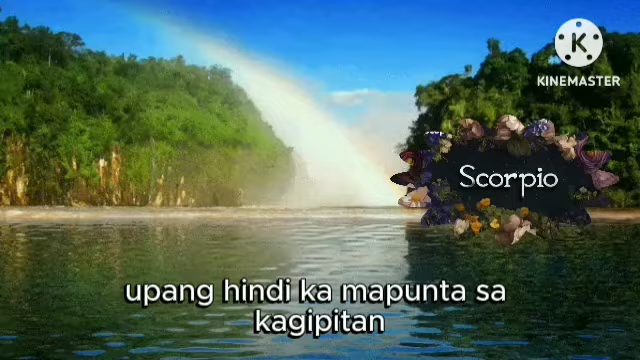 K
KINEMASTER
Scorpio
upang hindi ka mapunta sa
kagipitan